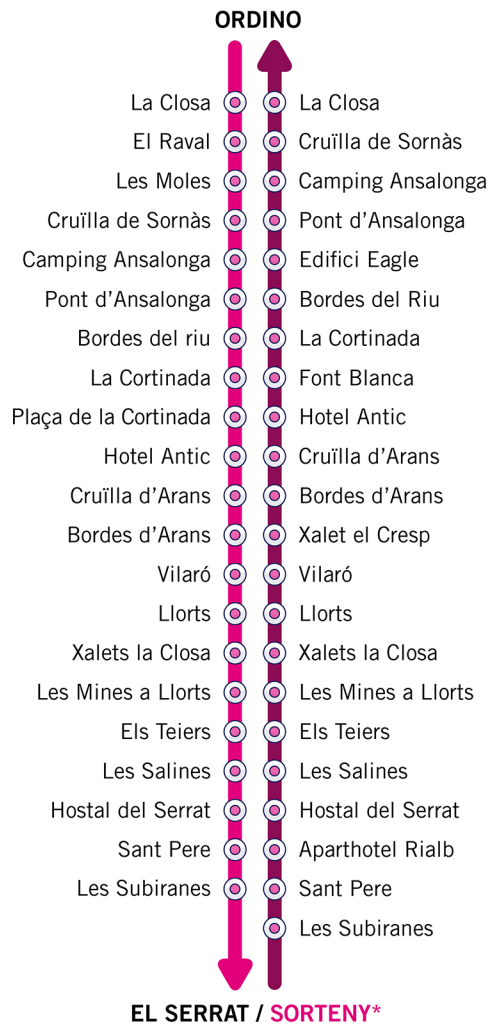 ORDINO
La Closa La Closa
El Raval Cruïlla de Sornàs
Les Moles Camping Ansalonga
Cruïlla de Sornàs Pont d’Ansalonga
Camping Ansalonga Edifici Eagle
Pont d’Ansalonga Bordes del Riu
Bordes del riu La Cortinada
La Cortinada Font Blanca
Plaça de la Cortinada Hotel Antic
Hotel Antic Cruïlla d’Arans
Cruïlla d’Arans Bordes d’Arans
Bordes d’Arans Xalet el Cresp
Vilaró Vilaró
Llorts Llorts
Xalets la Closa Xalets la Closa
Les Mines a Llorts Les Mines a Llorts
Els Teiers Els Teiers
Les Salines Les Salines
Hostal del Serrat Hostal del Serrat
Sant Pere Aparthotel Rialb
Les Subiranes Sant Pere
Les Subiranes
EL SERRAT / SORTENY*